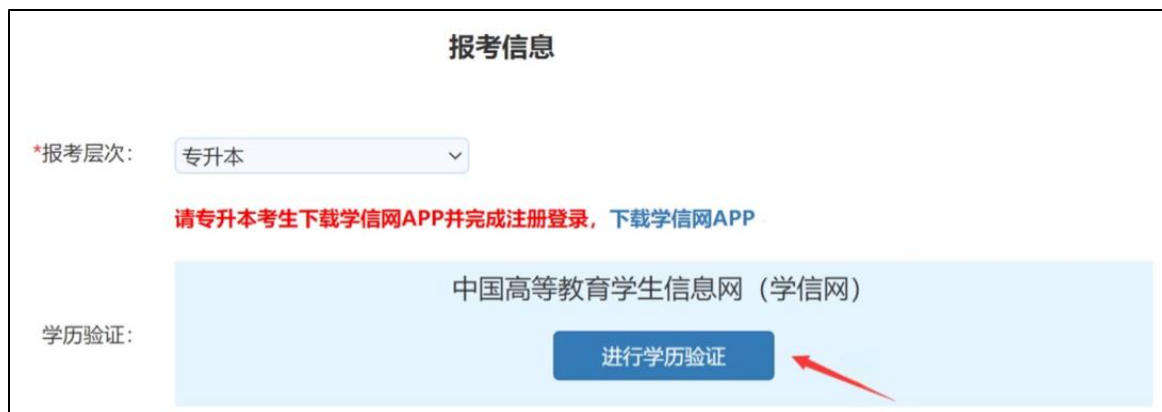 报考信息
*报考层次： 专升本
请专升本考生下载学信网APP并完成注册登录，下载学信网APP
中国高等教育学生信息网（学信网）
学历验证：
进行学历验证